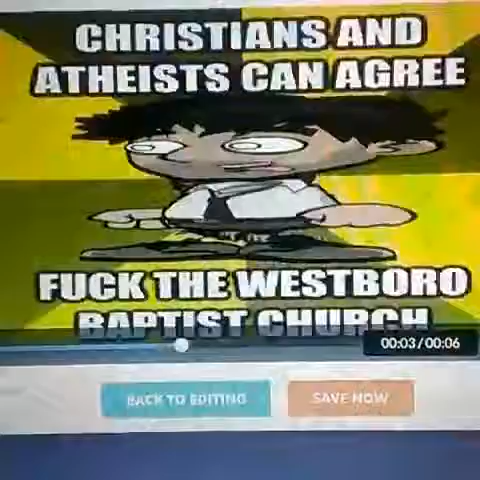 CHRISTIANS AND
ATHEISTS CAN AGREE
FUCK THE WESTBORO
BAPTIST CHURCH
00:03/00:06
BACK TO EDITING
SAVE NOW